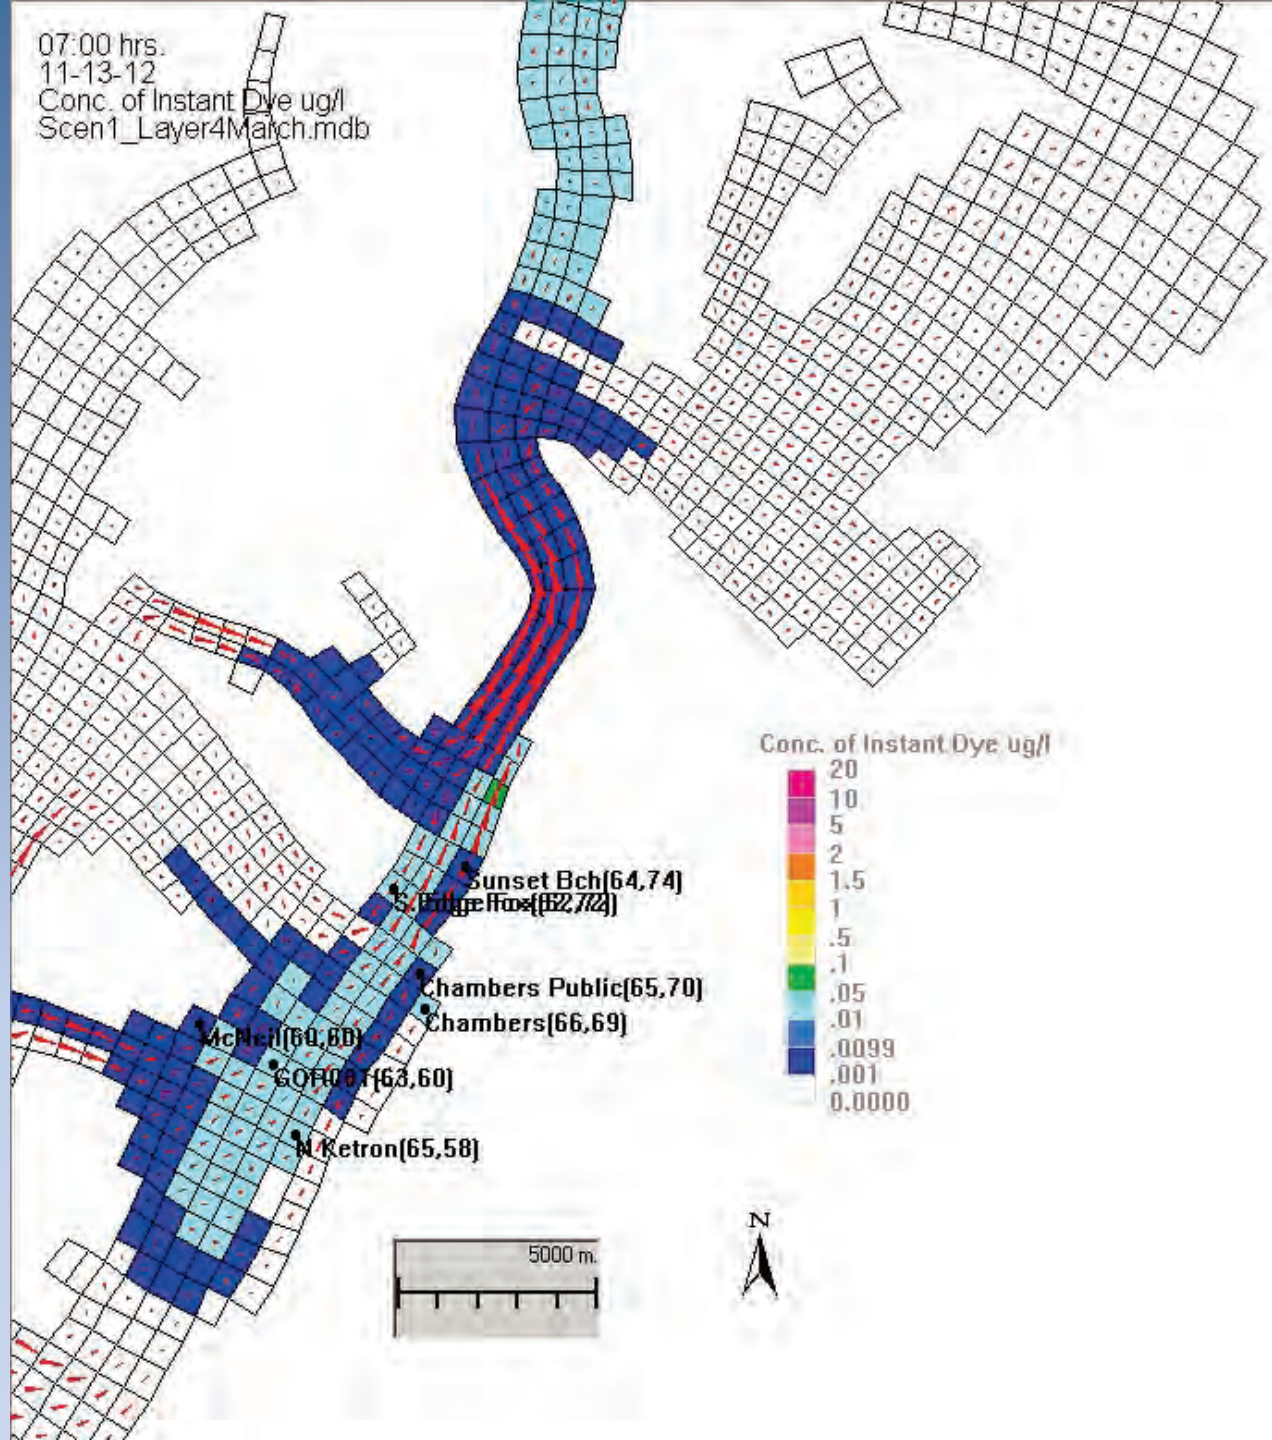 07:00 hrs.
11-13-12
Conc. of Instant Dye ug/l
Scen1_Layer4March.mdb
Conc. of Instant Dye ug/l
20
10
5
2
1.5
1
.5
.1
.05
.01
.0099
.001
0.0000
Sunset Bch(64,74)
Chambers Public(65,70)
Chambers(66,69)
McNeil(60,60)
(63,60)
N Ketron(65,58)
5000 m.
N